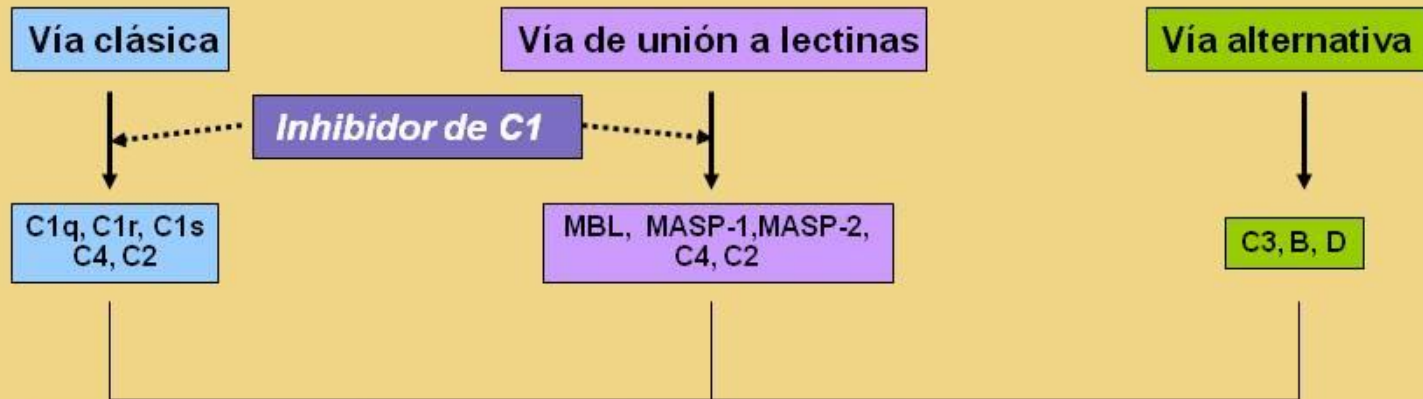 Vía clásica
Vía de unión a lectinas
Vía alternativa
Inhibidor de C1
C1q, C1r, C1s
C4, C2
MBL, MASP-1,MASP-2,
C4, C2
C3, B, D